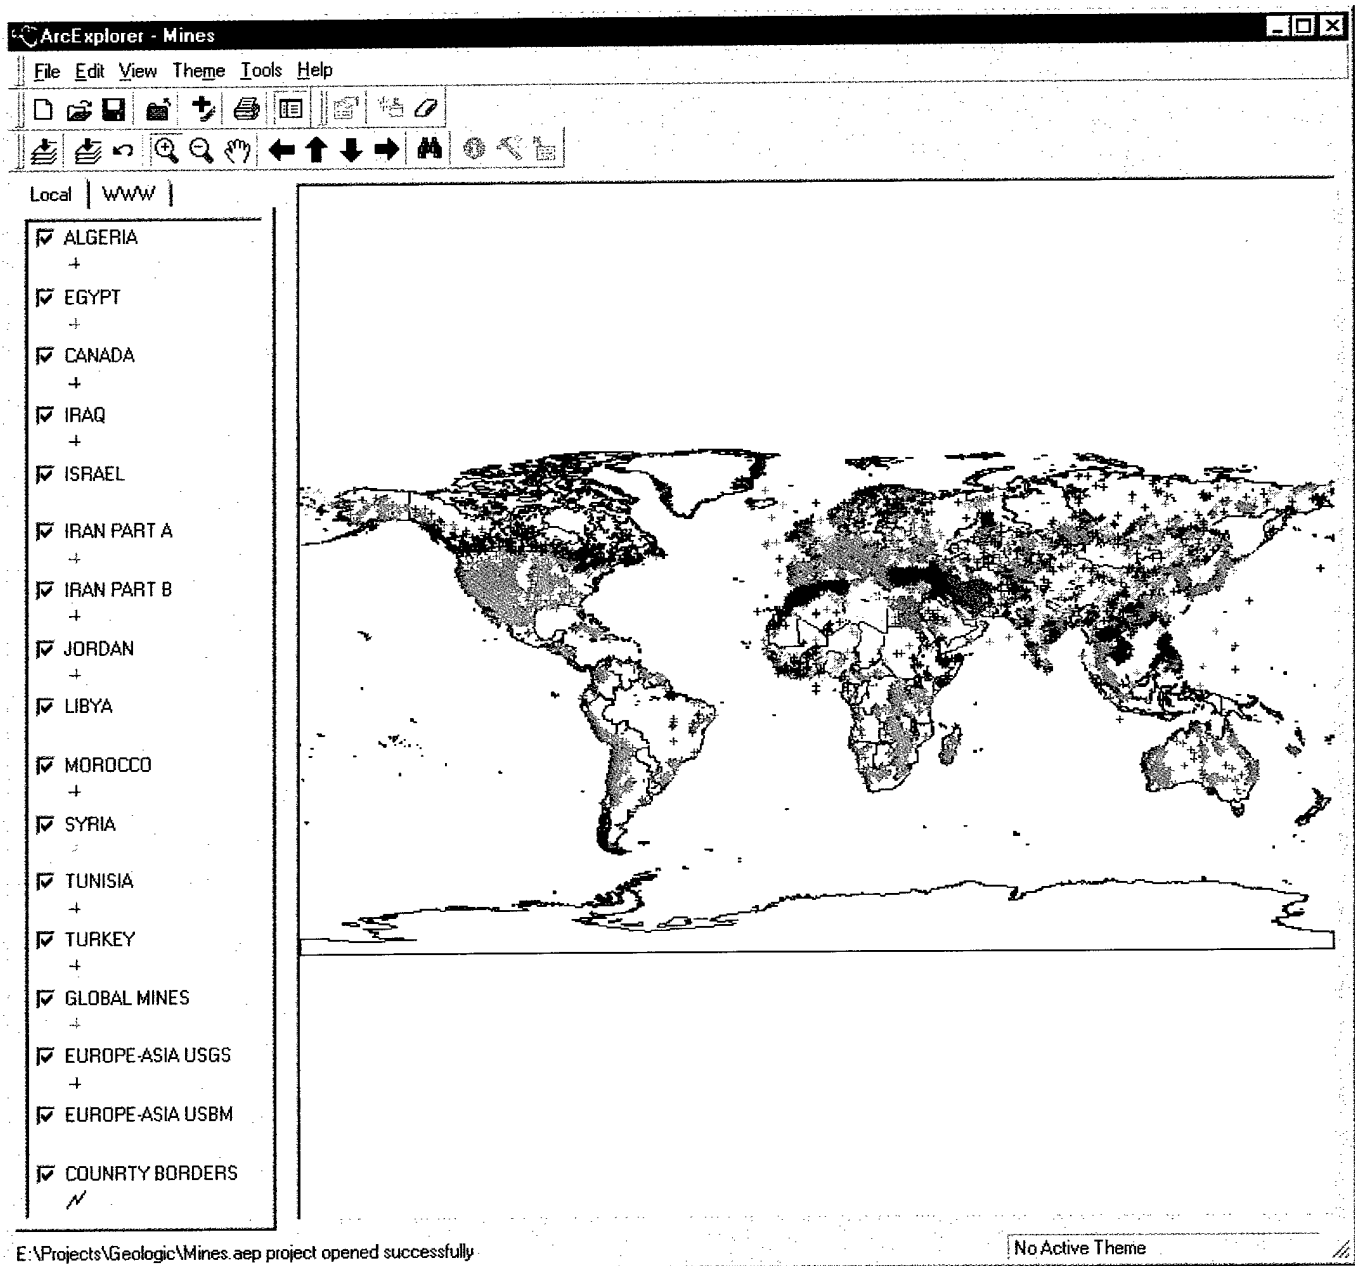 ArcExplorer - Mines
File Edit View Theme Tools Help
Local WWW
ALGERIA
EGYPT
CANADA
IRAQ
ISRAEL
IRAN PART A
IRAN PART B
JORDAN
LIBYA
MOROCCO
SYRIA
TUNISIA
TURKEY
GLOBAL MINES
EUROPE-ASIA USGS
EUROPE-ASIA USBM
COUNRTY BORDERS
E:\Projects\Geologic\Mines.aep project opened successfully
No Active Theme